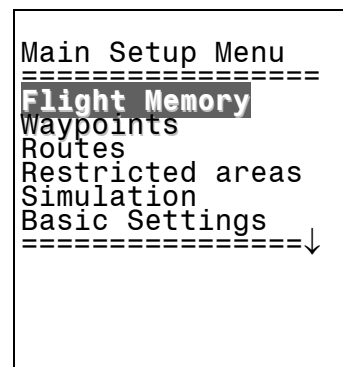 Main Setup Menu
=================
Flight Memory
Waypoints
Routes
Restricted areas
Simulation
Basic Settings
================↓